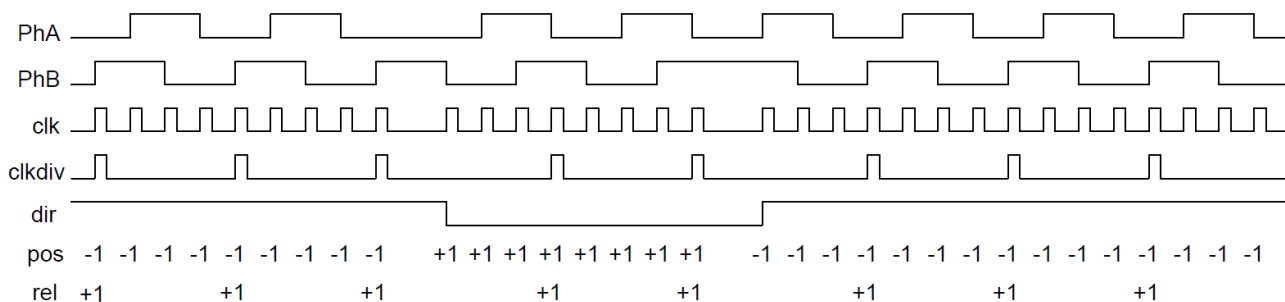 PhA
PhB
clk
clkdiv
dir
pos -1 -1 -1 -1 -1 -1 -1 -1 -1 +1 +1 +1 +1 +1 +1 +1 +1 -1 -1 -1 -1 -1 -1 -1 -1 -1 -1 -1 -1 -1 -1 -1
rel +1 +1 +1 +1 +1 +1 +1 +1